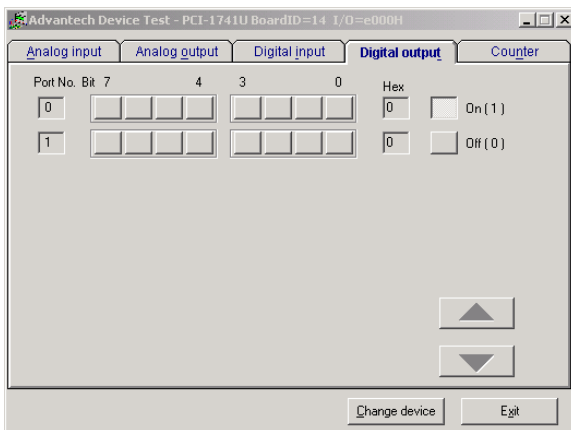 Advantech Device Test - PCI-1741U BoardID=14 I/O=e000H
Analog input Analog output Digital input Digital output Counter
Port No. Bit 7 4 3 0 Hex
0 0 On ( 1 )
1 0 Off ( 0 )
Change device Exit